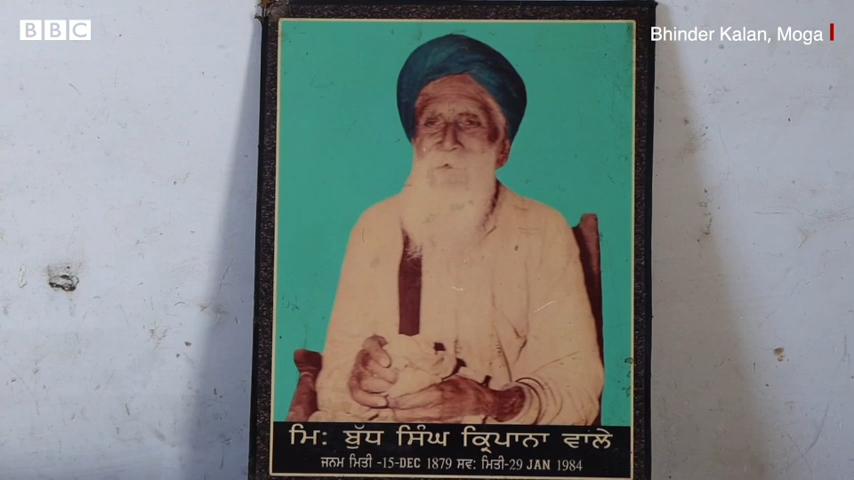 BBC
Bhinder Kalan, Moga
ਮਿ: ਬੁੱਧ ਸਿੰਘ ਕ੍ਰਿਪਾਨਾ ਵਾਲੇ
ਜਨਮ ਮਿਤੀ -15-DEC 1879 ਸਵ: ਮਿਤੀ-29 JAN 1984